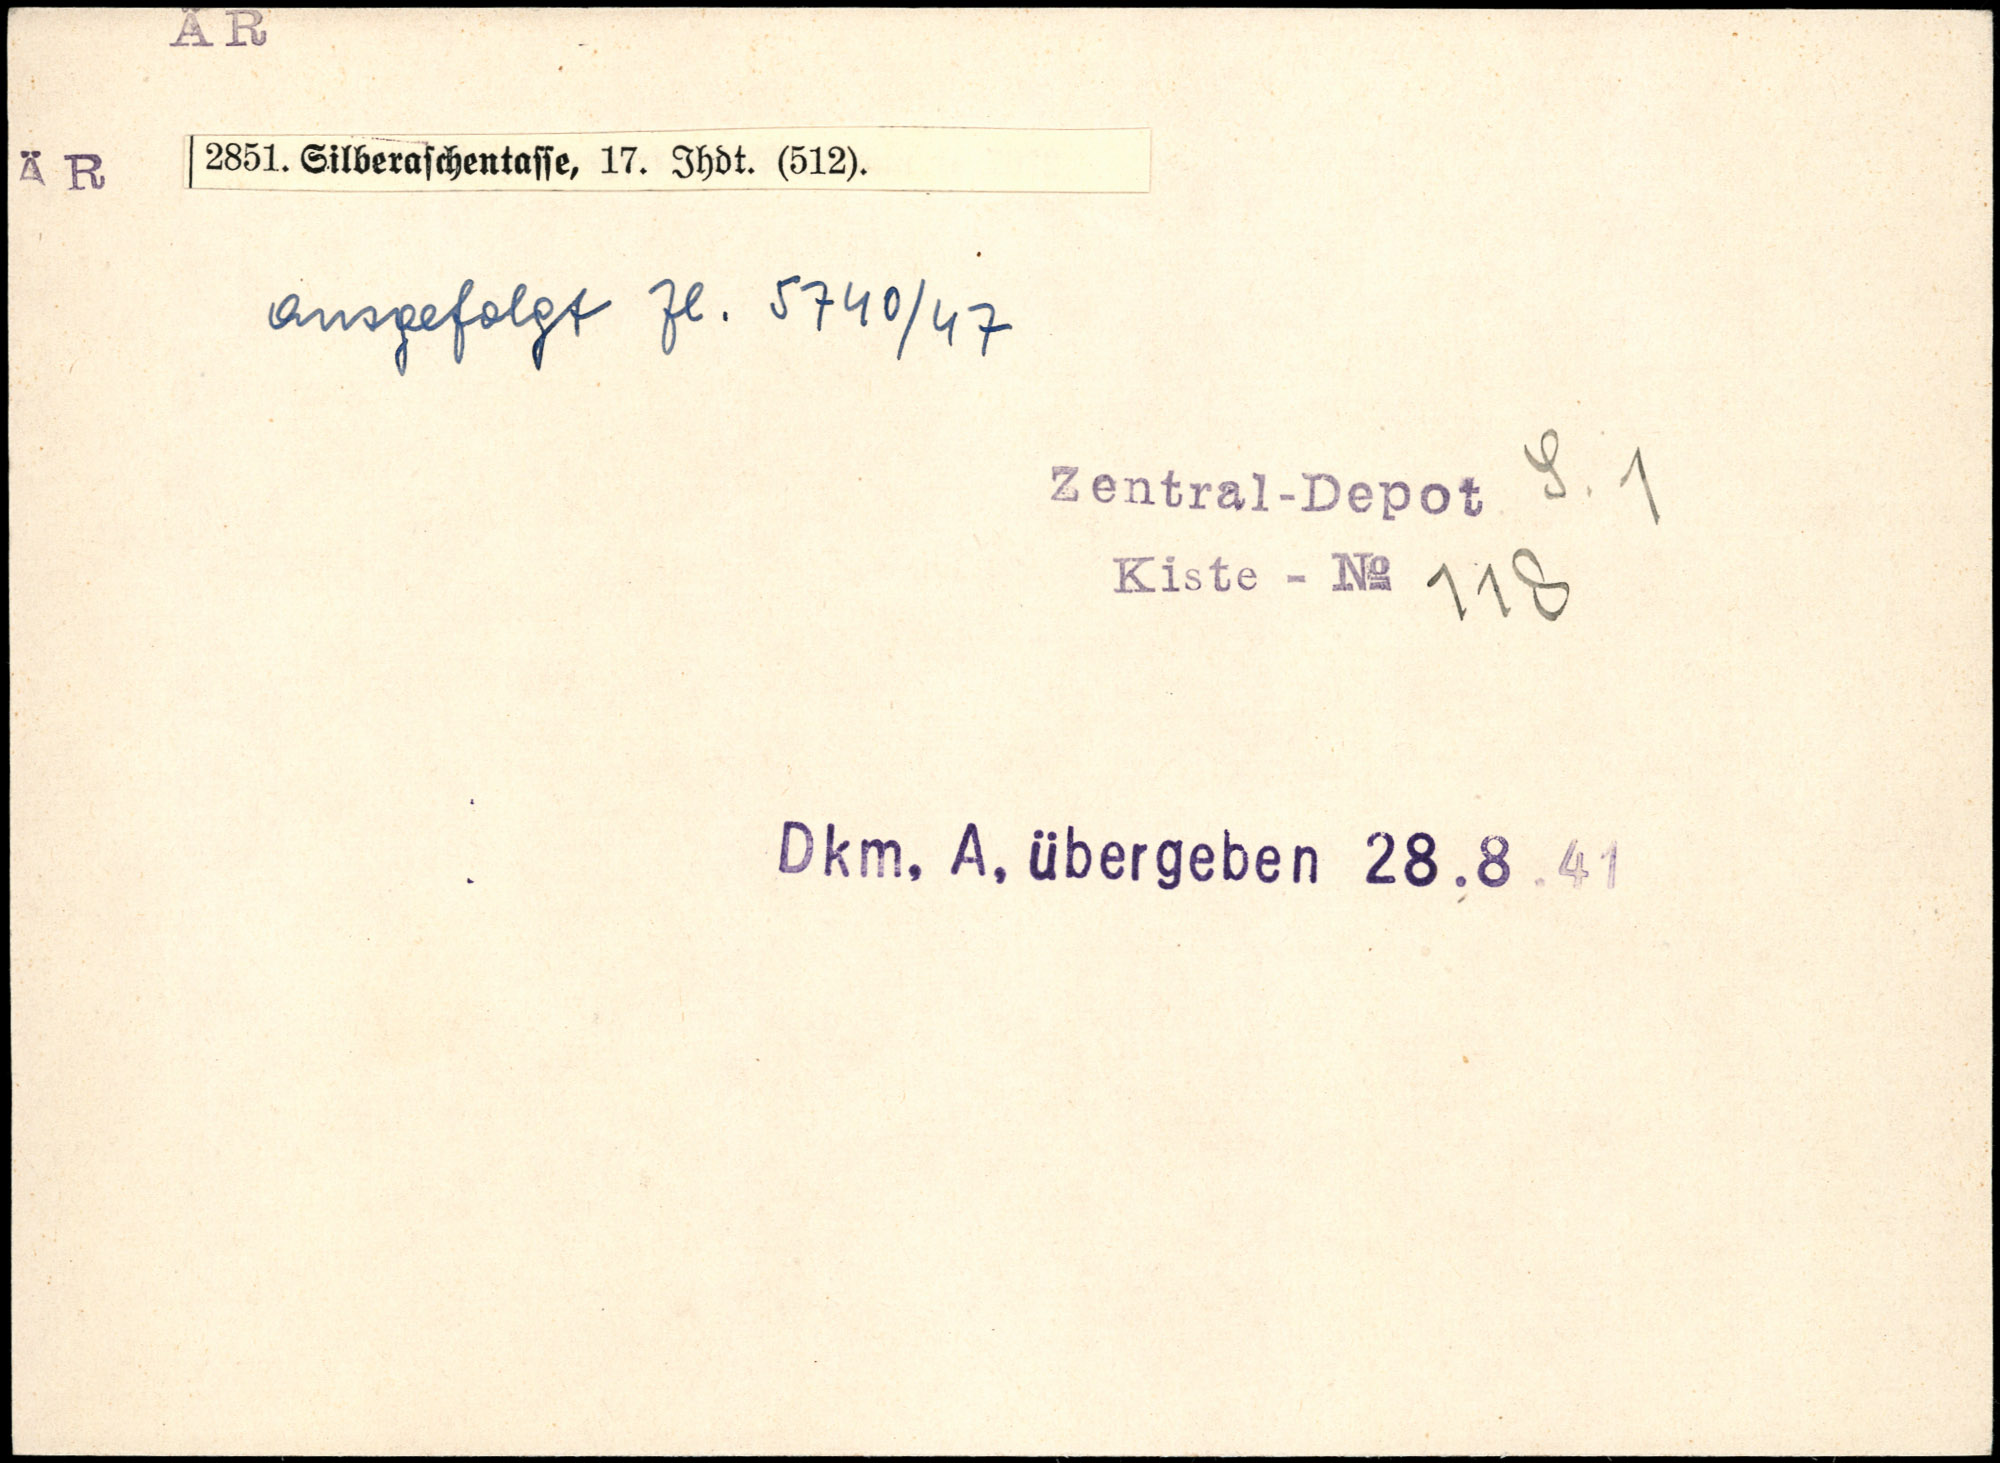 ÄR
ÄR
2851. Silberaschentasse, 17. Jhdt. (512).
ausgefolgt Zl. 5740/47
Zentral-Depot S. 1
Kiste - № 118
Dkm. A. übergeben 28.8.41